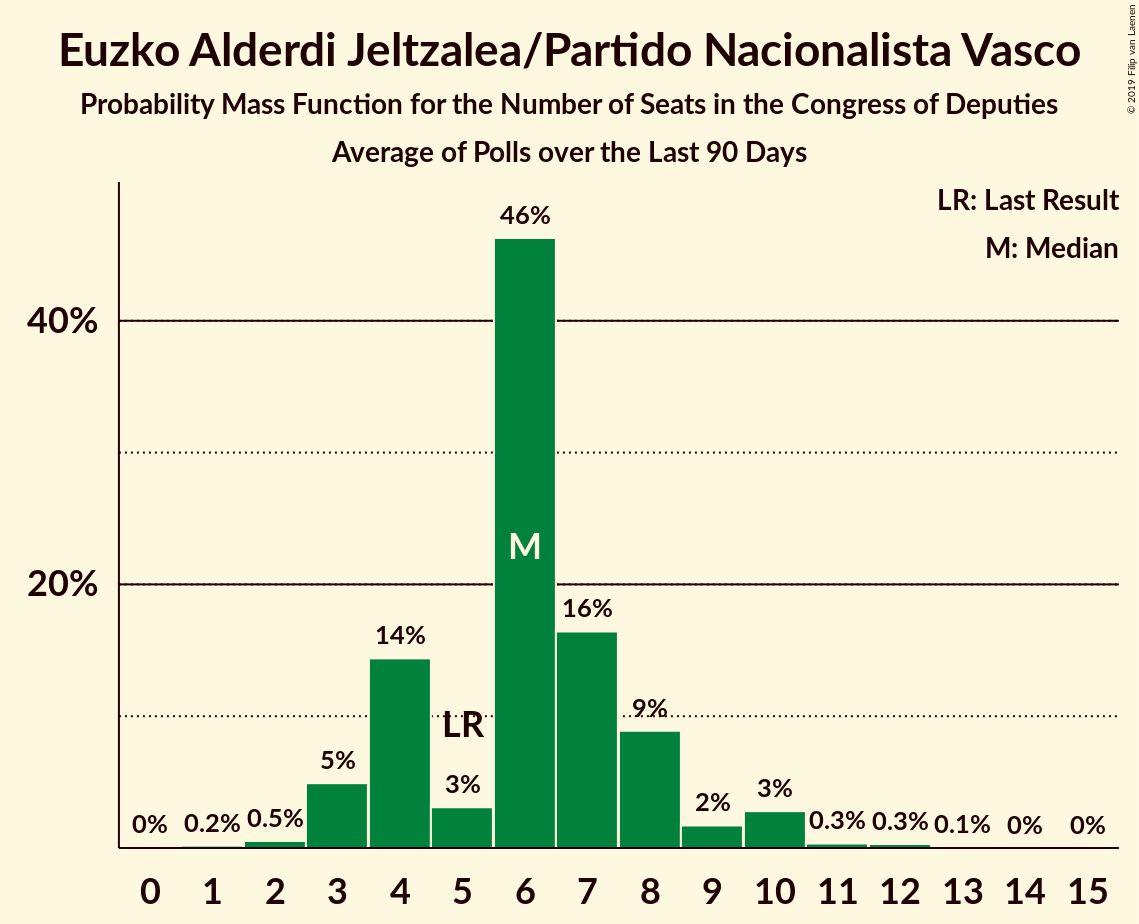 Euzko Alderdi Jeltzalea/Partido Nacionalista Vasco
Probability Mass Function for the Number of Seats in the Congress of Deputies
Average of Polls over the Last 90 Days
© 2019 Filip van Laenen
LR: Last Result
M: Median
46%
40%
M
20%
16%
14%
LR
9%
5%
3%
3%
2%
0%
0.2%
0.5%
0.3%
0.3%
0.1%
0%
0%
0 1 2 3 4 5 6 7 8 9 10 11 12 13 14 15